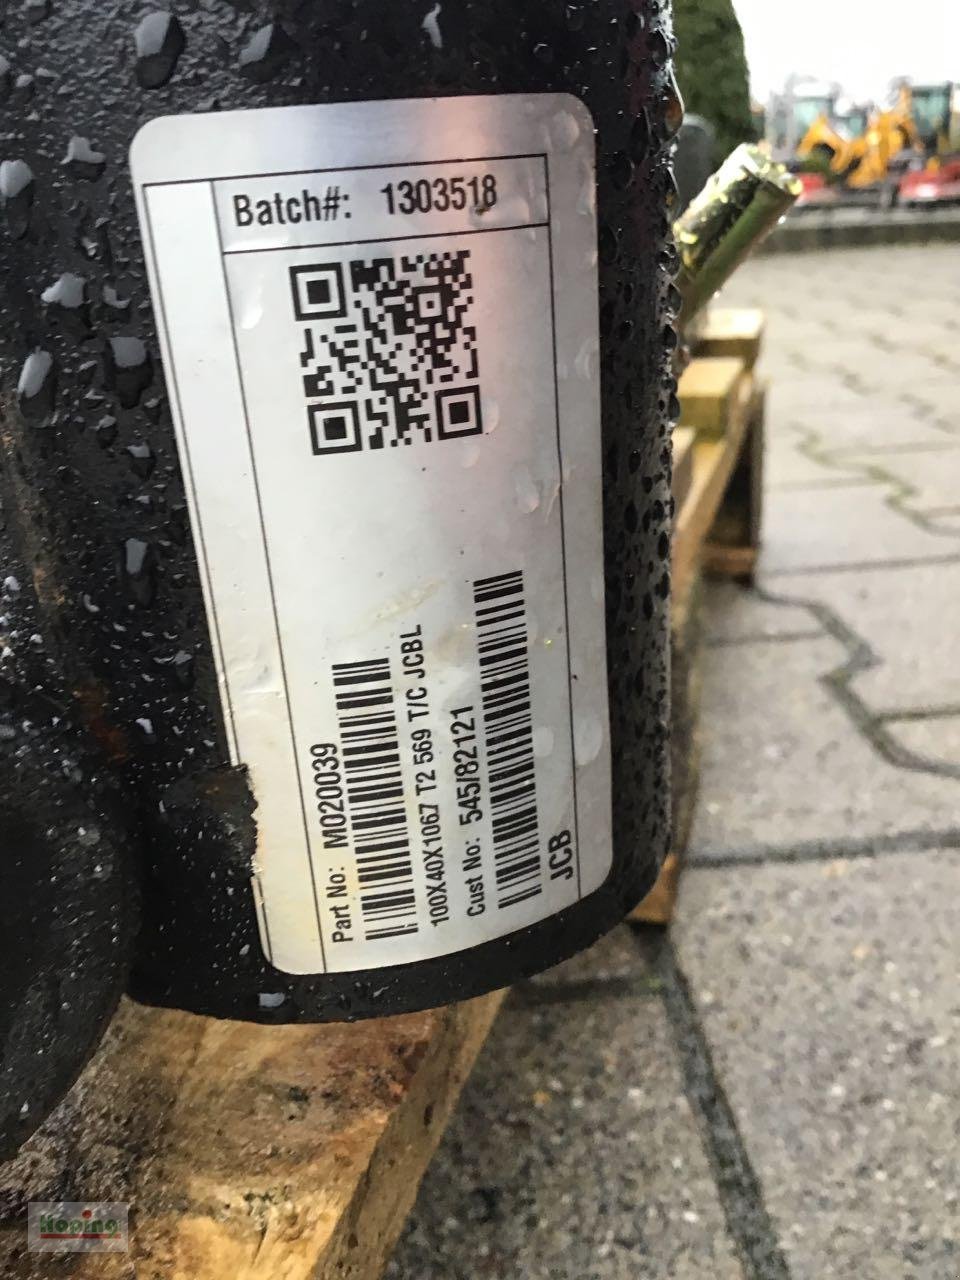 Batch#: 1303518
Part No: M020039
100X40X1067 T2 569 T/C JCBL
Cust No: 545/82121
JCB
Hoping